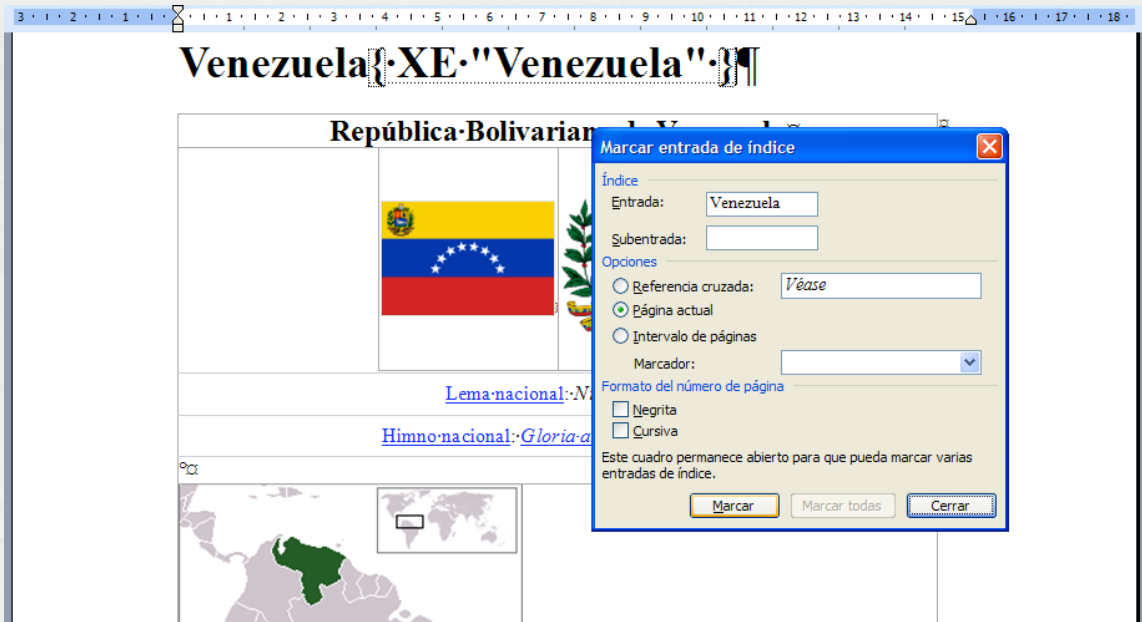 3 · 2 · 1 · 1 · 2 · 3 · 4 · 5 · 6 · 7 · 8 · 9 · 10 · 11 · 12 · 13 · 14 · 15 · 16 · 17 · 18
Venezuela{·XE·"Venezuela"·}¶
República·Bolivarian
Marcar entrada de índice
Índice
Entrada: Venezuela
Subentrada:
Opciones
Referencia cruzada: Véase
Página actual
Intervalo de páginas
Marcador:
Formato del número de página
Lema·nacional:·
Negrita
Himno·nacional:·Gloria·a
Cursiva
Este cuadro permanece abierto para que pueda marcar varias
entradas de índice.
Marcar Marcar todas Cerrar